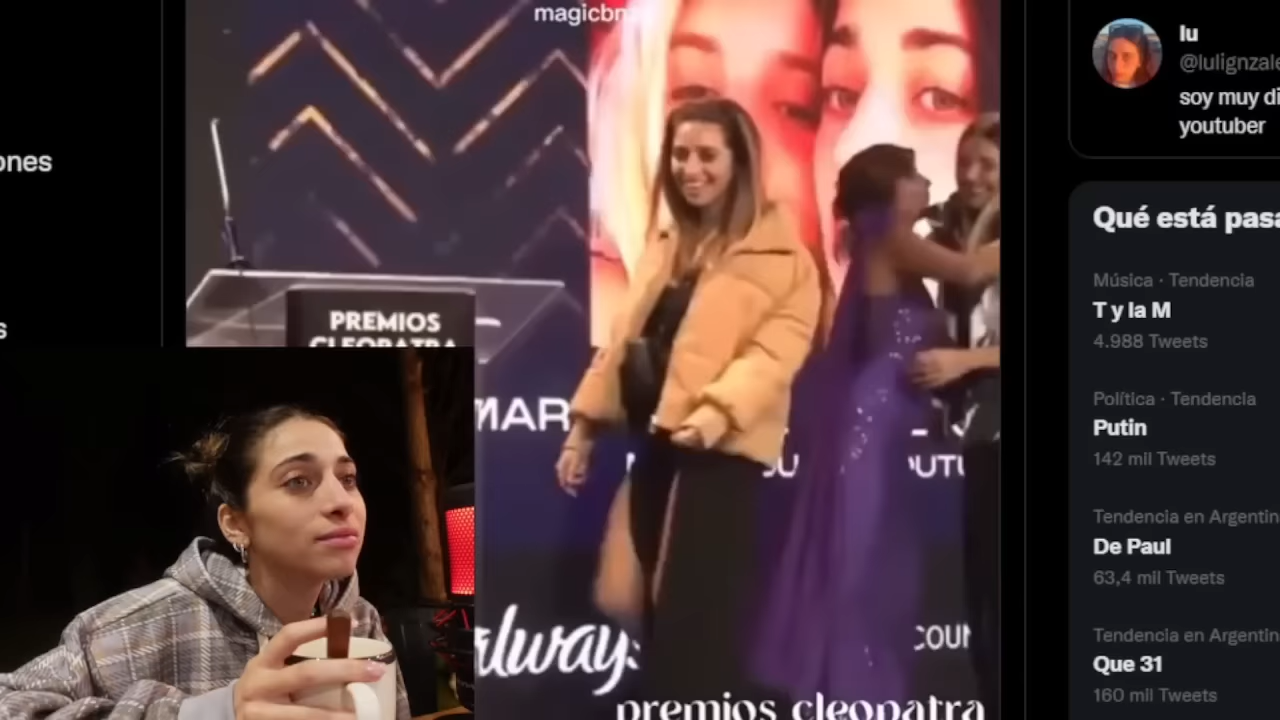 ones
s
magicbn
PREMIOS
CLEOPATRA
MAR
always
COUN
premios cleopatra
lu
@lulignzale
soy muy di
youtuber
Qué está pasa
Música · Tendencia
T y la M
4.988 Tweets
Política · Tendencia
Putin
142 mil Tweets
Tendencia en Argentin
De Paul
63,4 mil Tweets
Tendencia en Argentin
Que 31
160 mil Tweets